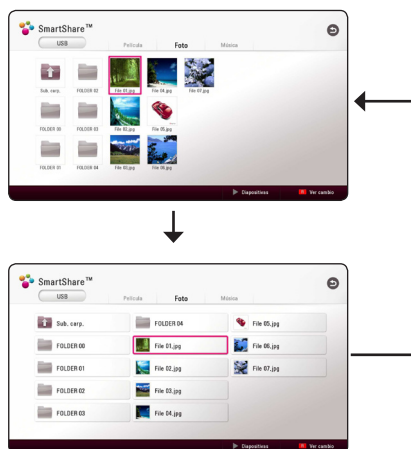 SmartShare™
USB Película Foto Música
Sub. carp. FOLDER 02 File 01.jpg File 04.jpg File 07.jpg
FOLDER 00 FOLDER 03 File 02.jpg File 05.jpg
FOLDER 01 FOLDER 04 File 03.jpg File 06.jpg
Diapositivas Ver cambio
SmartShare™
USB Película Foto Música
Sub. carp. FOLDER 04 File 05.jpg
FOLDER 00 File 01.jpg File 06.jpg
FOLDER 01 File 02.jpg File 07.jpg
FOLDER 02 File 03.jpg
FOLDER 03 File 04.jpg
Diapositivas Ver cambio